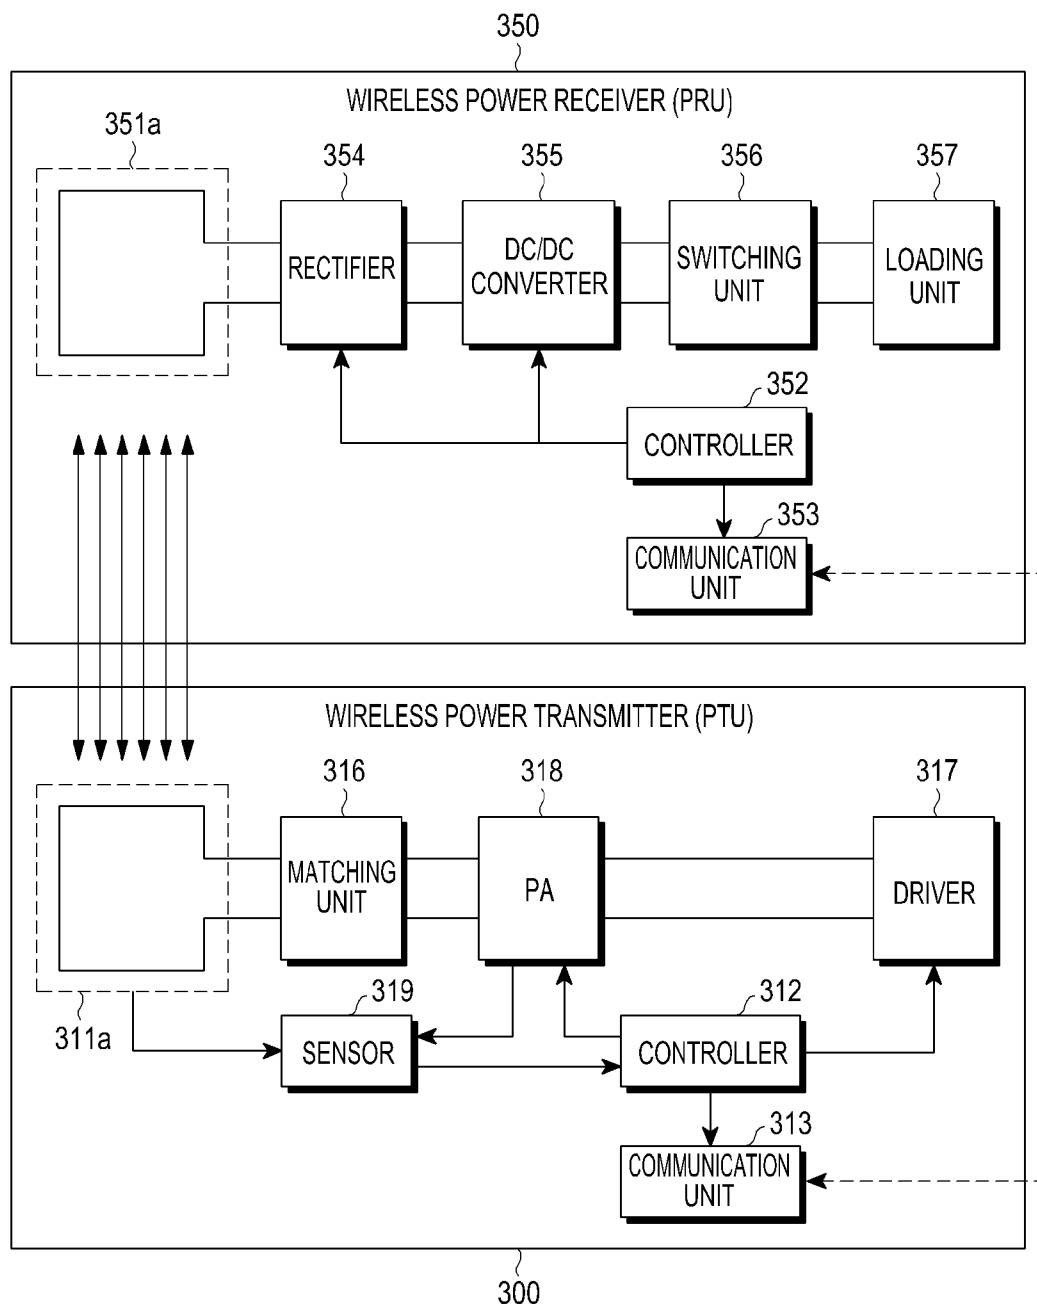 350
WIRELESS POWER RECEIVER (PRU)
351a
354
355
356
357
RECTIFIER
DC/DC
CONVERTER
SWITCHING
UNIT
LOADING
UNIT
352
CONTROLLER
353
COMMUNICATION
UNIT
WIRELESS POWER TRANSMITTER (PTU)
316
318
317
MATCHING
UNIT
PA
DRIVER
311a
319
SENSOR
312
CONTROLLER
313
COMMUNICATION
UNIT
300